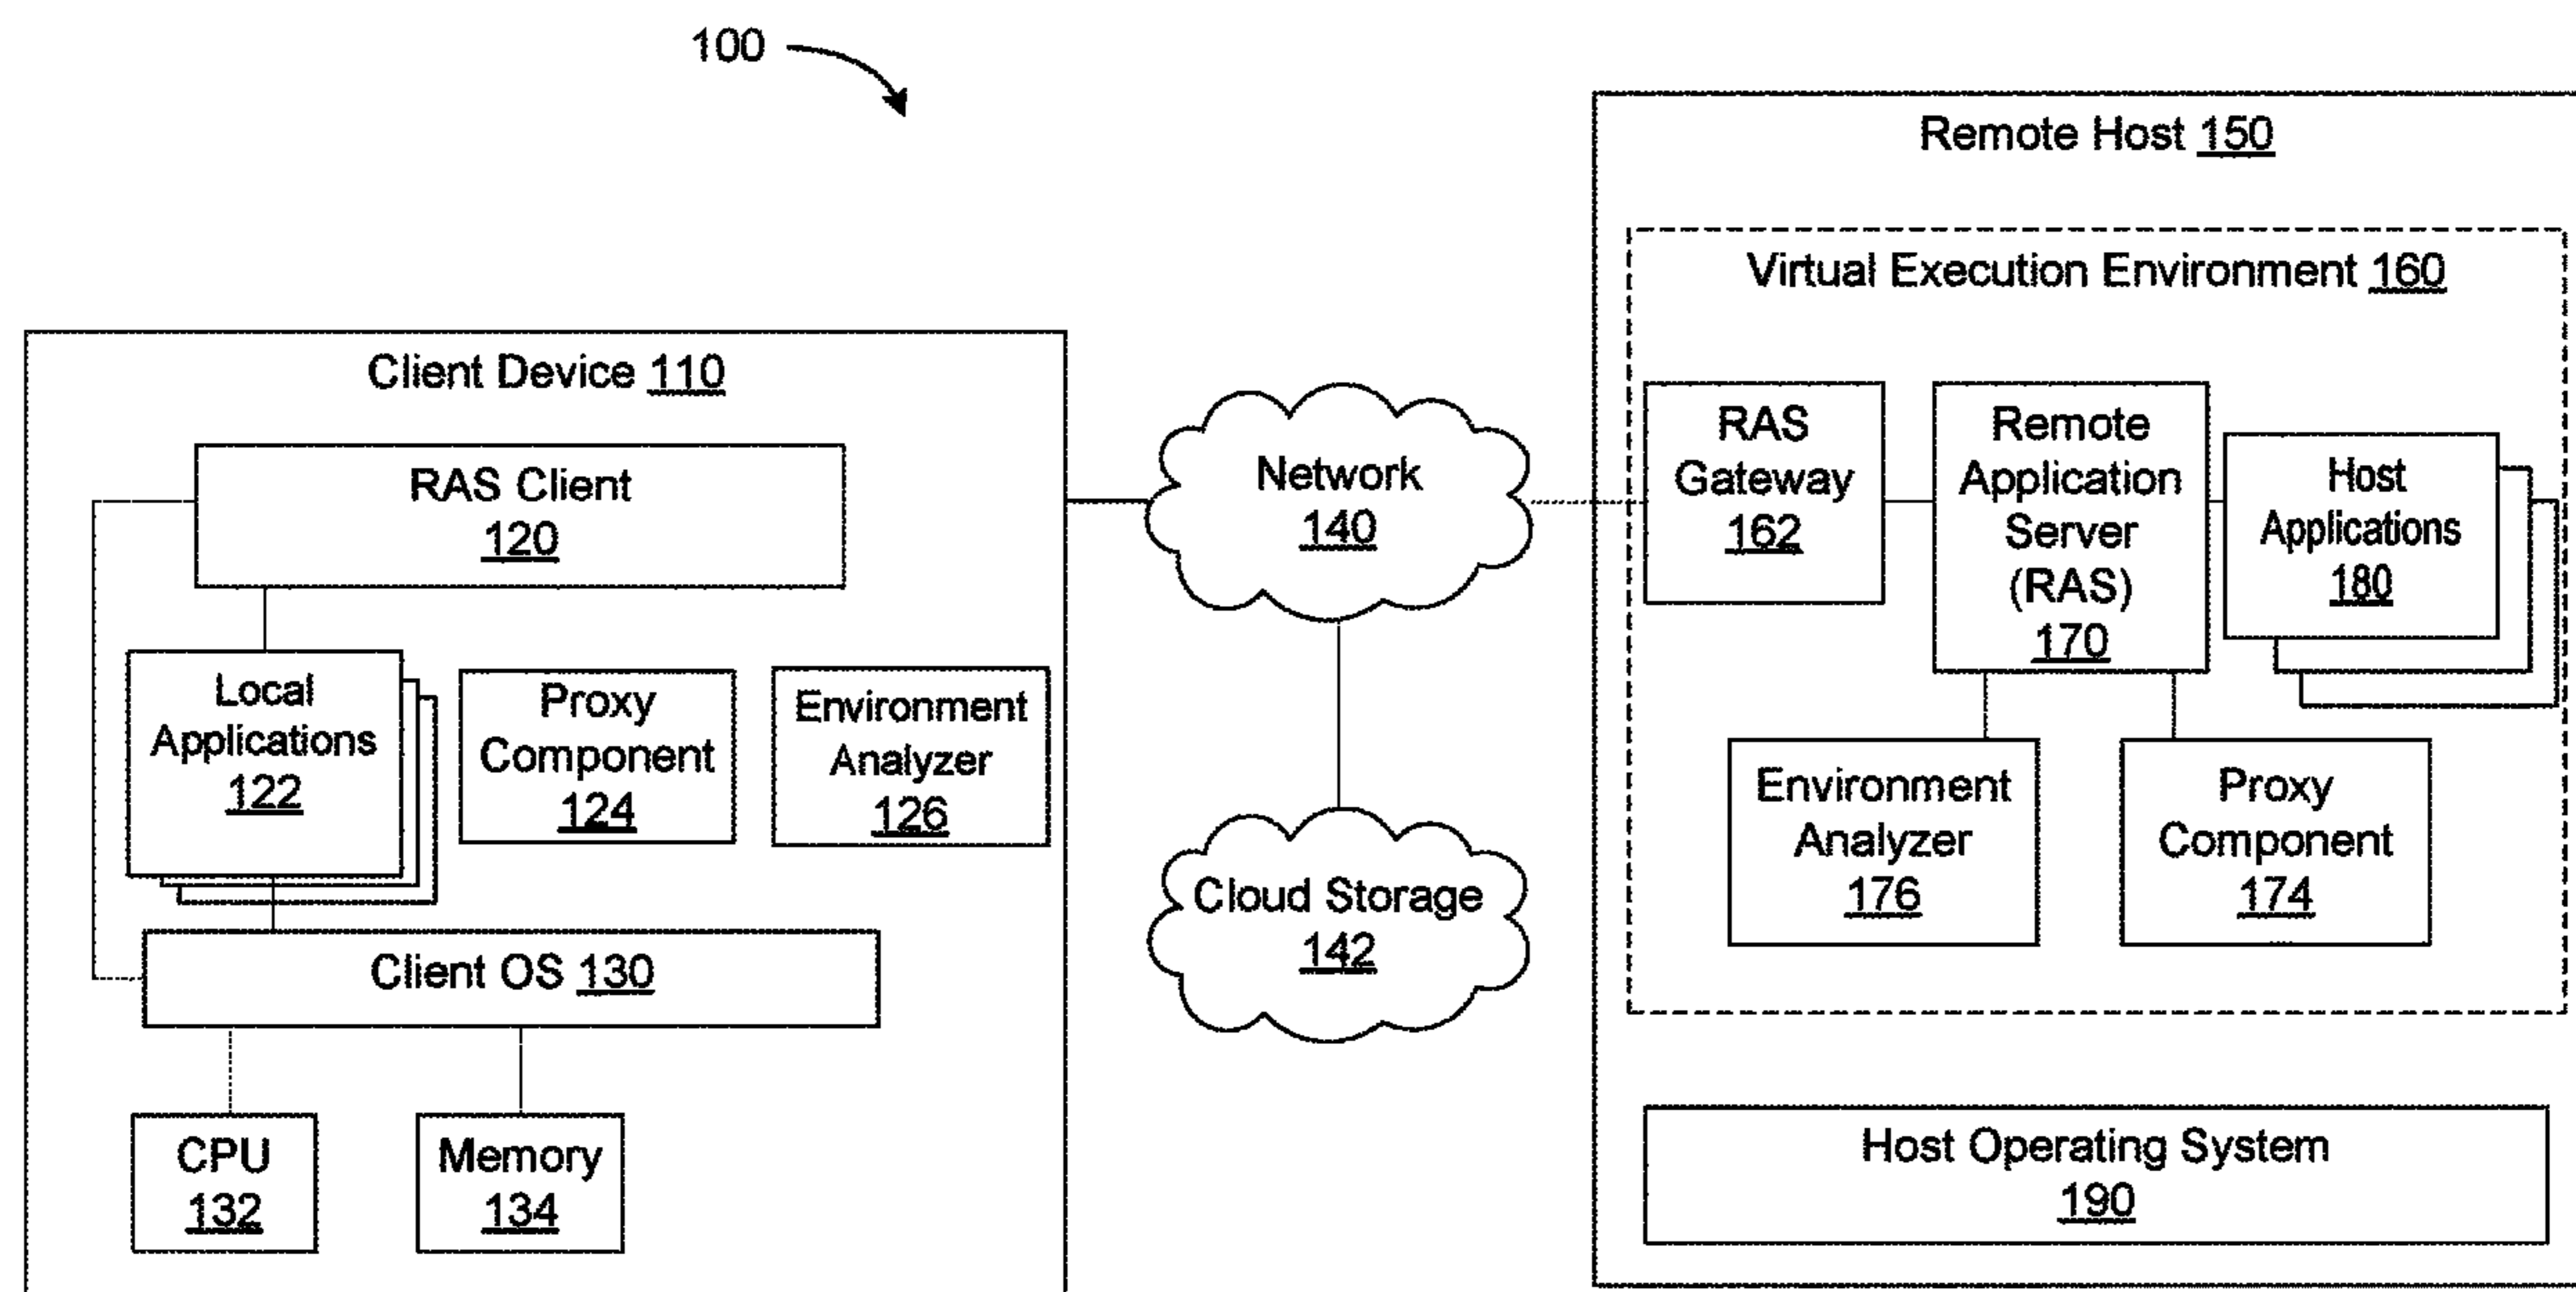 100
Remote Host 150
Virtual Execution Environment 160
Client Device 110
RAS Client
120
Local
Applications
122
Proxy
Component
124
Environment
Analyzer
126
Client OS 130
CPU
132
Memory
134
Network
140
Cloud Storage
142
RAS
Gateway
162
Remote
Application
Server
(RAS)
170
Host
Applications
180
Environment
Analyzer
176
Proxy
Component
174
Host Operating System
190